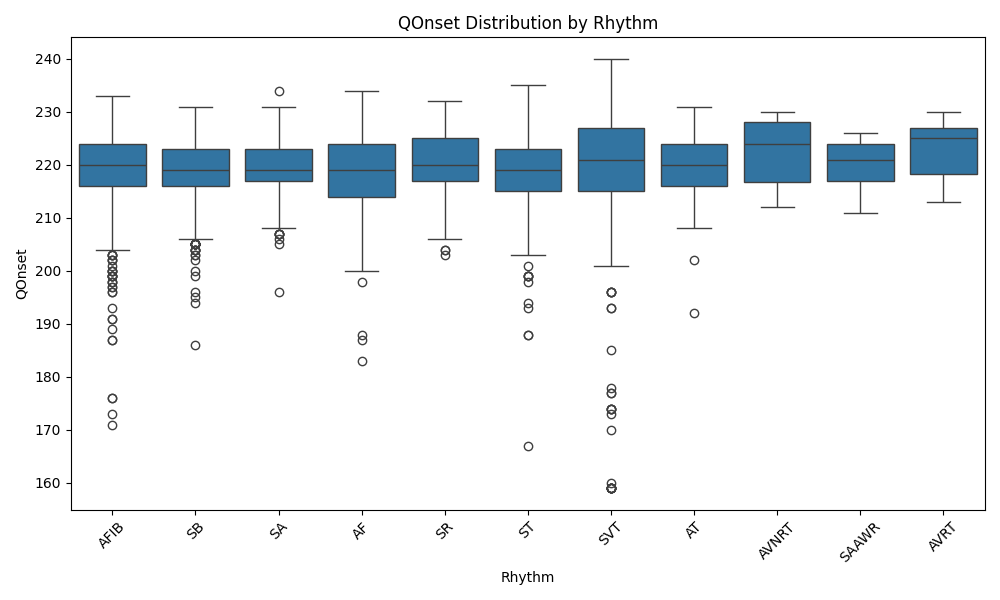 QOnset Distribution by Rhythm
240
230
220
210
200
190
180
170
160
QOnset
AFIB
SB
SA
AF
SR
ST
SVT
AT
AVNRT
SAAWR
AVRT
Rhythm